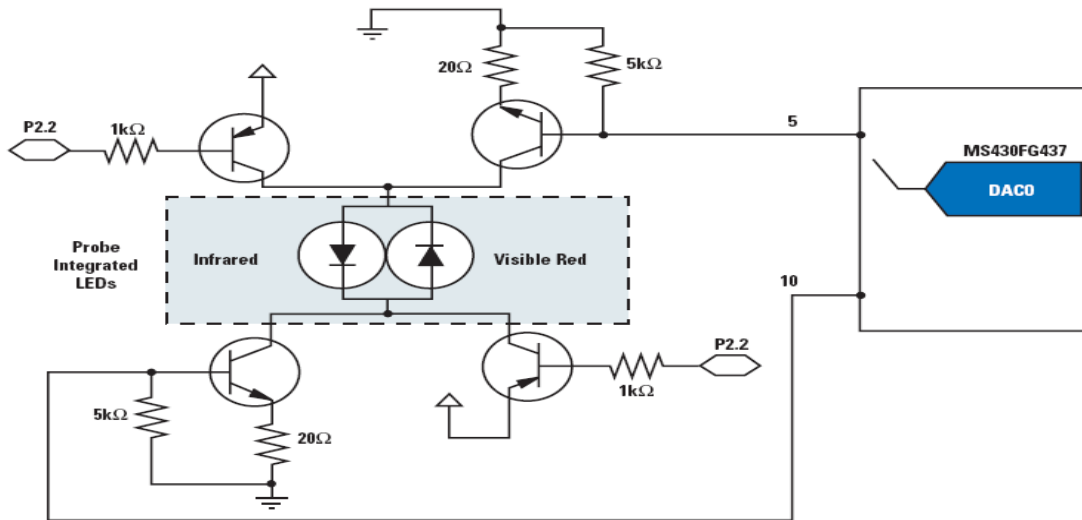 20Ω
5kΩ
P2.2
1kΩ
5
MS430FG437
DAC0
Probe
Integrated
LEDs
Infrared
Visible Red
10
P2.2
1kΩ
5kΩ
20Ω